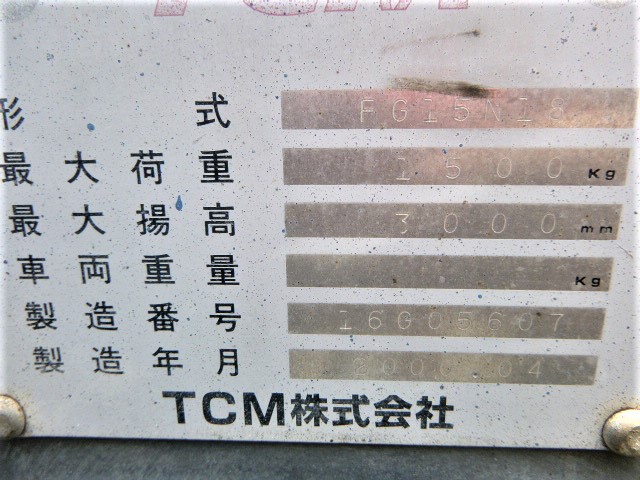 TCM
形式 FG15N18
最大荷重 1500 Kg
最大揚高 3000 mm
車両重量 Kg
製造番号 16G05607
製造年月
TCM株式会社